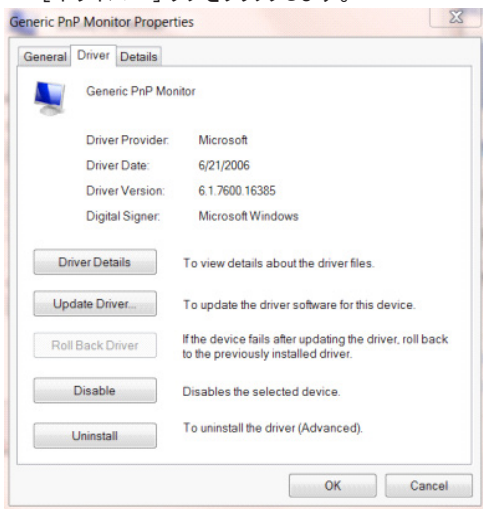 Generic PnP Monitor Properties
General Driver Details
Generic PnP Monitor
Driver Provider: Microsoft
Driver Date: 6/21/2006
Driver Version: 6.1.7600.16385
Digital Signer: Microsoft Windows
Driver Details To view details about the driver files.
Update Driver... To update the driver software for this device.
Roll Back Driver If the device fails after updating the driver, roll back
to the previously installed driver.
Disable Disables the selected device.
Uninstall To uninstall the driver (Advanced).
OK Cancel